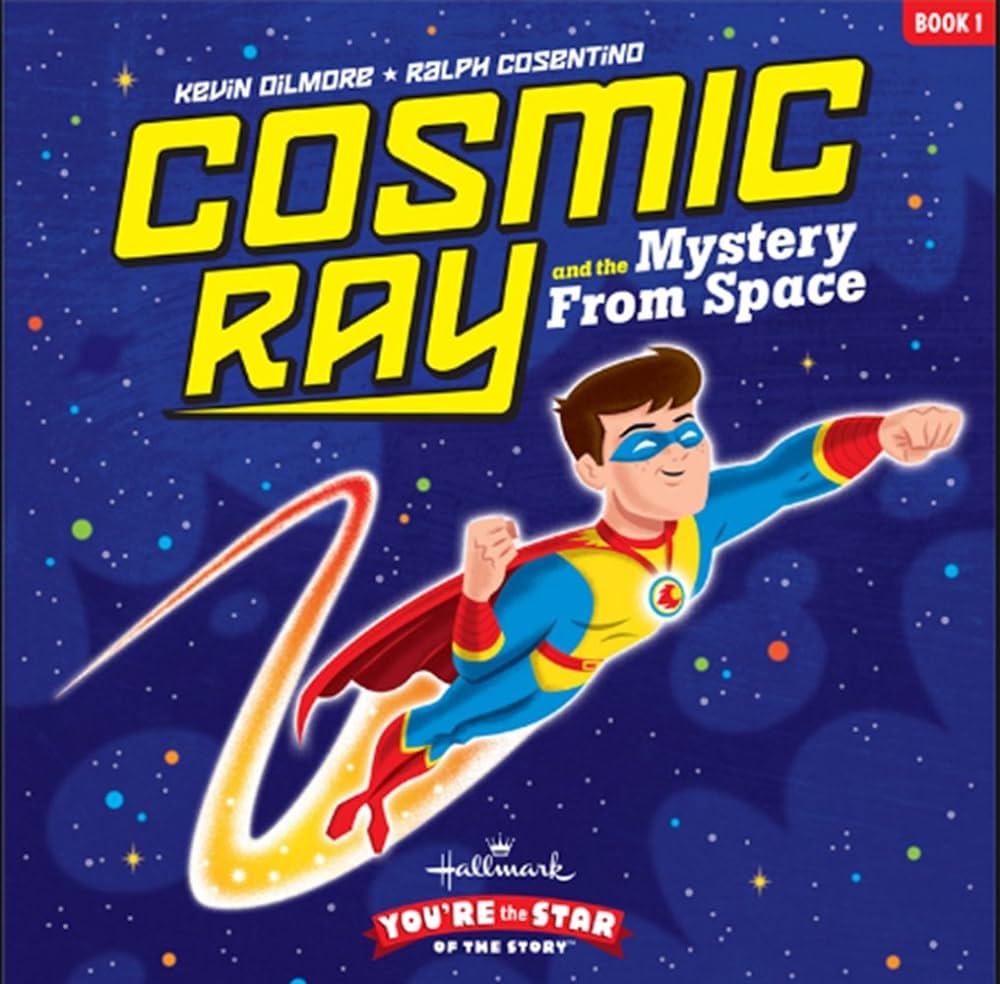 BOOK 1
KEVIN DILMORE ★ RALPH COSENTINO
COSMIC
RAY
and the Mystery
From Space
Hallmark
YOU'RE the STAR
OF THE STORY™